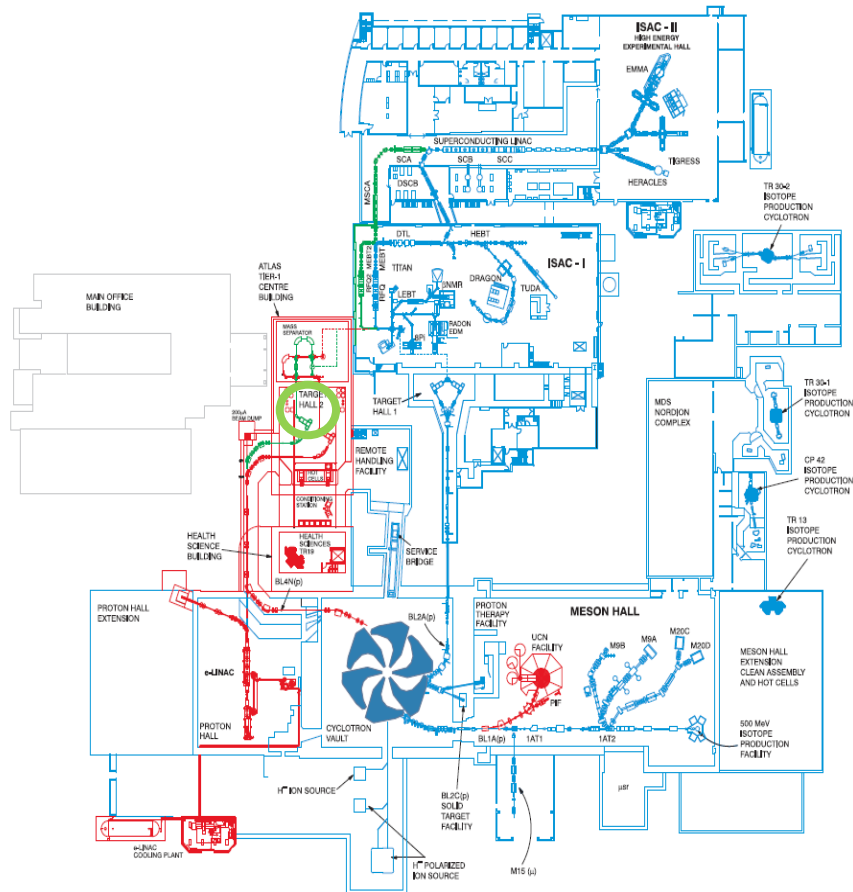 ISAC - II
HIGH ENERGY
EXPERIMENTAL HALL
EMMA
SUPERCONDUCTING LINAC
SCA
SCB
SCC
DSCB
TIGRESS
HERACLES
MSCA
TR 30-2
ISOTOPE
PRODUCTION
CYCLOTRON
DTL
HEBT
ISAC - I
MEBT2
MEBT
RFQ2
RFQ
TITAN
LEBT
DRAGON
TUDA
RADON
EDM
ATLAS
TIER-1
CENTRE
BUILDING
MAIN OFFICE
BUILDING
MASS
SEPARATOR
TARGET
HALL 2
TARGET
HALL 1
200µA
BEAM DUMP
TR 30-1
ISOTOPE
PRODUCTION
CYCLOTRON
MDS
NORDION
COMPLEX
REMOTE
HANDLING
FACILITY
HOT
CELLS
CONDITIONING
STATION
CP 42
ISOTOPE
PRODUCTION
CYCLOTRON
HEALTH
SCIENCE
BUILDING
HEALTH
SCIENCES
TR19
SERVICE
BRIDGE
TR 13
ISOTOPE
PRODUCTION
CYCLOTRON
BL4N(p)
PROTON HALL
EXTENSION
BL2A(p)
PROTON
THERAPY
FACILITY
MESON HALL
UCN
FACILITY
M9B
M9A
M20C
M20D
MESON HALL
EXTENSION
CLEAN ASSEMBLY
AND HOT CELLS
e-LINAC
PROTON
HALL
CYCLOTRON
VAULT
PIF
BL1A(p)
1AT1
1AT2
500 MeV
ISOTOPE
PRODUCTION
FACILITY
H⁻ ION SOURCE
BL2C(p)
SOLID
TARGET
FACILITY
µsr
e-LINAC
COOLING PLANT
H⁻ POLARIZED
ION SOURCE
M15 (µ)